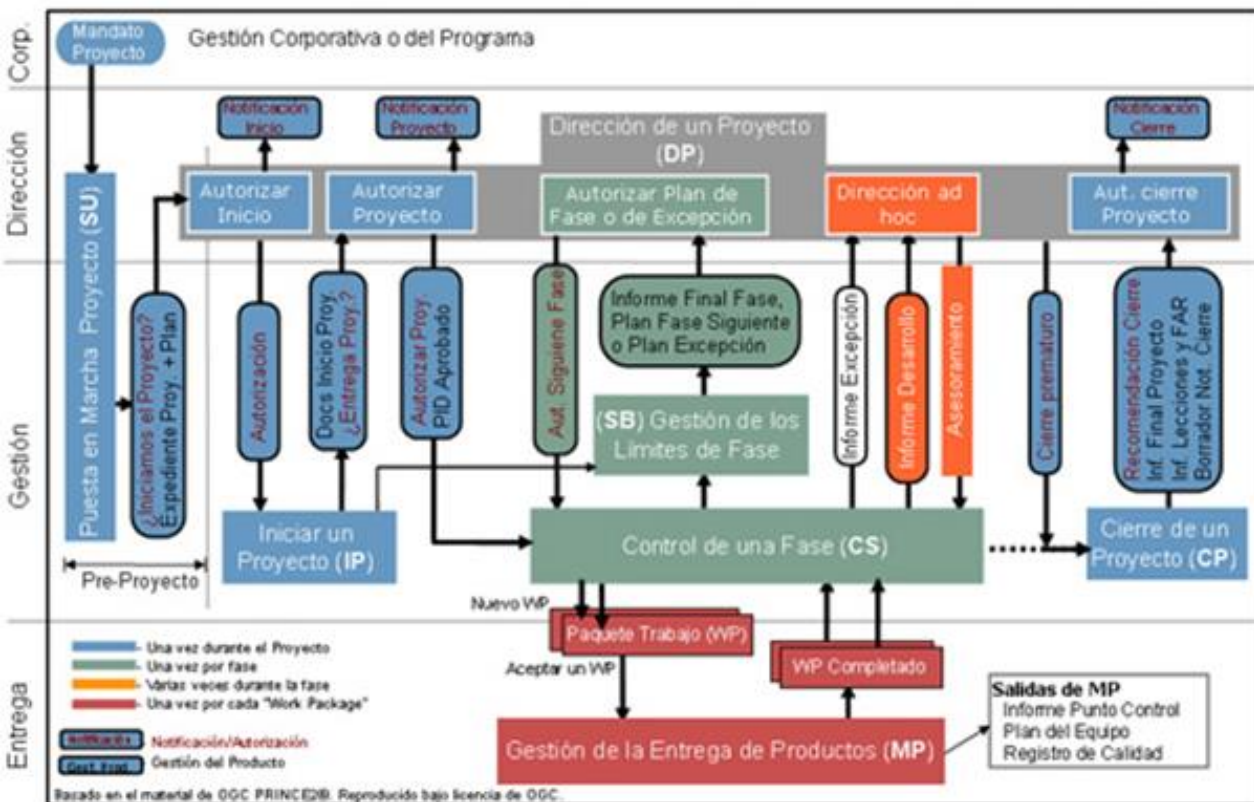 Corp.
Mandato
Proyecto
Gestión Corporativa o del Programa
Dirección
Notificación
Inicio
Notificación
Proyecto
Dirección de un Proyecto
(DP)
Notificación
Cierre
Autorizar
Inicio
Autorizar
Proyecto
Autorizar Plan de
Fase o de Excepción
Dirección ad
hoc
Aut. cierre
Proyecto
Gestión
Puesta en Marcha Proyecto (SU)
¿Iniciamos el Proyecto?
Expediente Proy. + Plan
Autorización
Docs Inicio Proy.
¿Entrega Proy.?
Autorizar Proy.
PID Aprobado
Aut. Siguiene Fase
Informe Final Fase,
Plan Fase Siguiente
o Plan Excepción
Informe Excepción
Informe Desarrollo
Asesoramiento
Cierre prematuro
Recomendación Cierre
Inf. Final Proyecto
Inf. Lecciones y FAR
Borrador Not. Cierre
(SB) Gestión de los
Límites de Fase
Iniciar un
Proyecto (IP)
Control de una Fase (CS)
Cierre de un
Proyecto (CP)
Pre-Proyecto
Entrega
Nuevo WP
Paquete Trabajo (WP)
Aceptar un WP
WP Completado
Gestión de la Entrega de Productos (MP)
Salidas de MP
Informe Punto Control
Plan del Equipo
Registro de Calidad
- Una vez durante el Proyecto
- Una vez por fase
- Varias veces durante la fase
- Una vez por cada "Work Package"
Notificación
Notificación/Autorización
Gest. Prod.
Gestión del Producto
Basado en el material de OGC PRINCE2®. Reproducido bajo licencia de OGC.